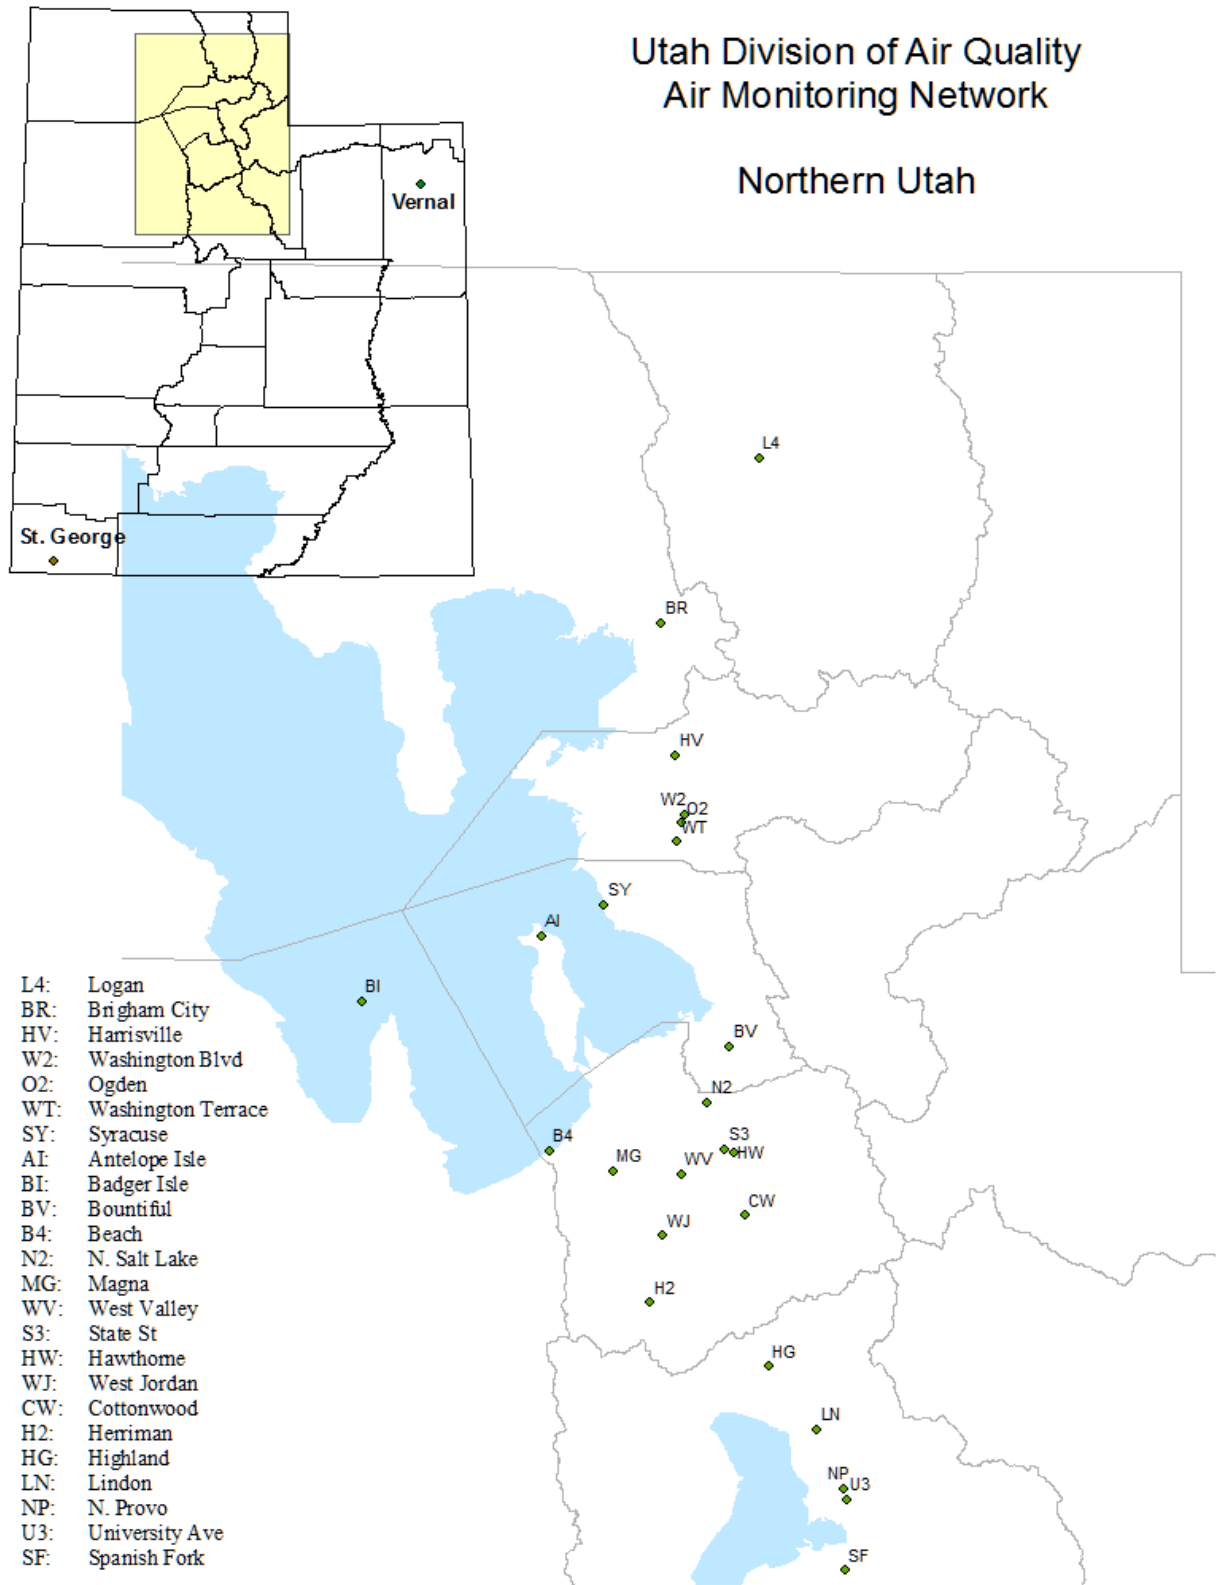 Utah Division of Air Quality
Air Monitoring Network
Northern Utah
Vernal
St. George
L4
BR
HV
W2
O2
WT
SY
AI
BI
BV
N2
B4
S3
HW
MG
WV
CW
WJ
H2
HG
LN
NP
U3
SF
L4: Logan
BR: Brigham City
HV: Harrisville
W2: Washington Blvd
O2: Ogden
WT: Washington Terrace
SY: Syracuse
AI: Antelope Isle
BI: Badger Isle
BV: Bountiful
B4: Beach
N2: N. Salt Lake
MG: Magna
WV: West Valley
S3: State St
HW: Hawthorne
WJ: West Jordan
CW: Cottonwood
H2: Herriman
HG: Highland
LN: Lindon
NP: N. Provo
U3: University Ave
SF: Spanish Fork